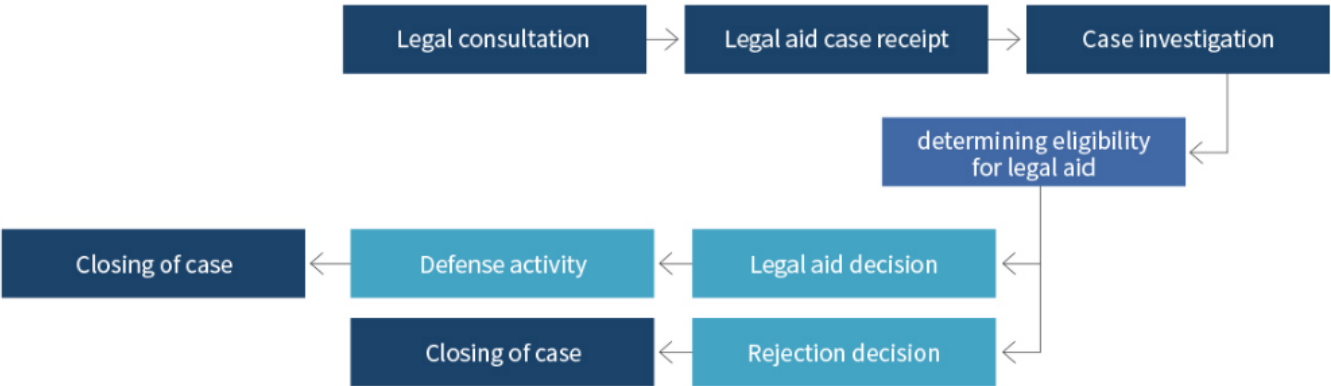 Legal consultation
Legal aid case receipt
Case investigation
determining eligibility
for legal aid
Closing of case
Defense activity
Legal aid decision
Closing of case
Rejection decision